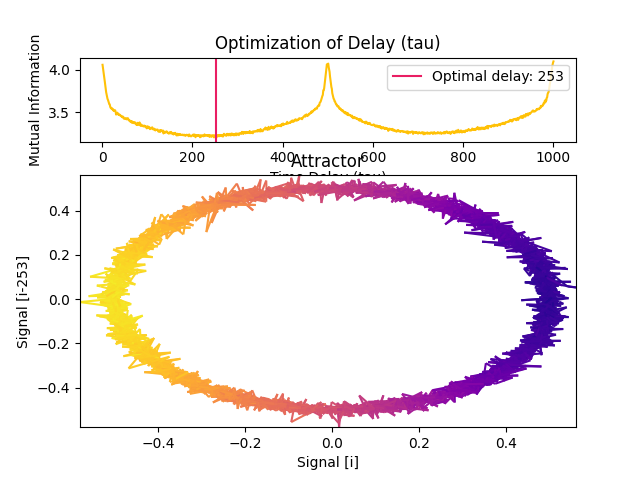 Optimization of Delay (tau)
Mutual Information
4.0
3.5
Optimal delay: 253
0
200
400
600
800
1000
Time Delay (tau)
Attractor
Signal [i-253]
0.4
0.2
0.0
−0.2
−0.4
−0.4
−0.2
0.0
0.2
0.4
Signal [i]